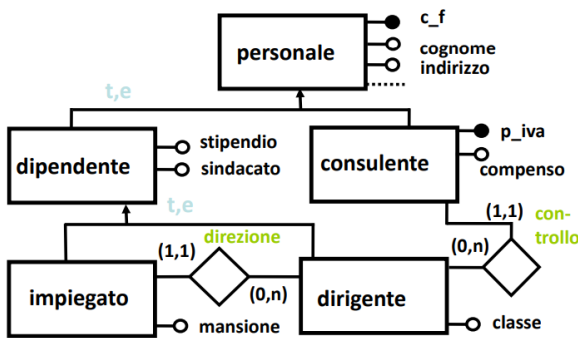 c_f
personale
cognome
indirizzo
t,e
dipendente
stipendio
sindacato
consulente
p_iva
compenso
t,e
direzione
(1,1)
con-
trollo
(1,1)
(0,n)
(0,n)
impiegato
dirigente
mansione
classe